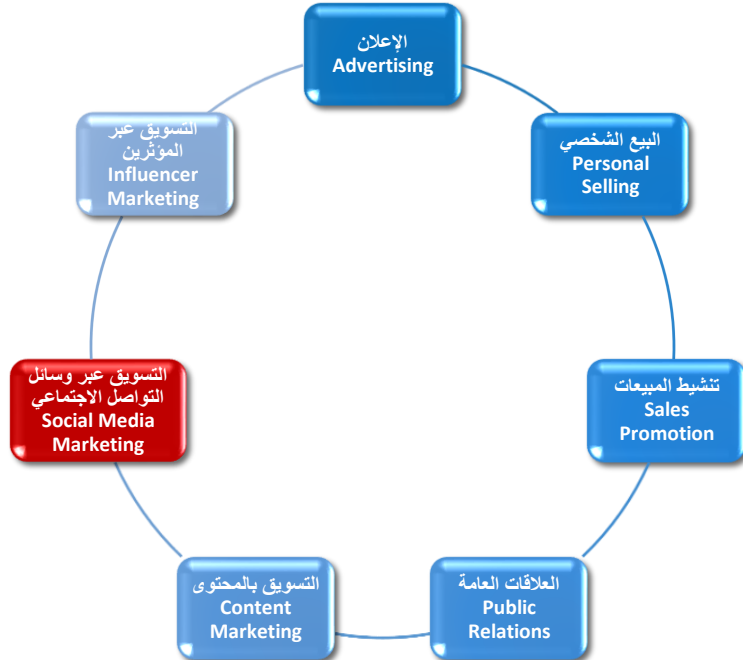 الإعلان
Advertising
البيع الشخصي
Personal
Selling
تنشيط المبيعات
Sales
Promotion
العلاقات العامة
Public
Relations
التسويق بالمحتوى
Content
Marketing
التسويق عبر وسائل
التواصل الاجتماعي
Social Media
Marketing
التسويق عبر
المؤثرين
Influencer
Marketing